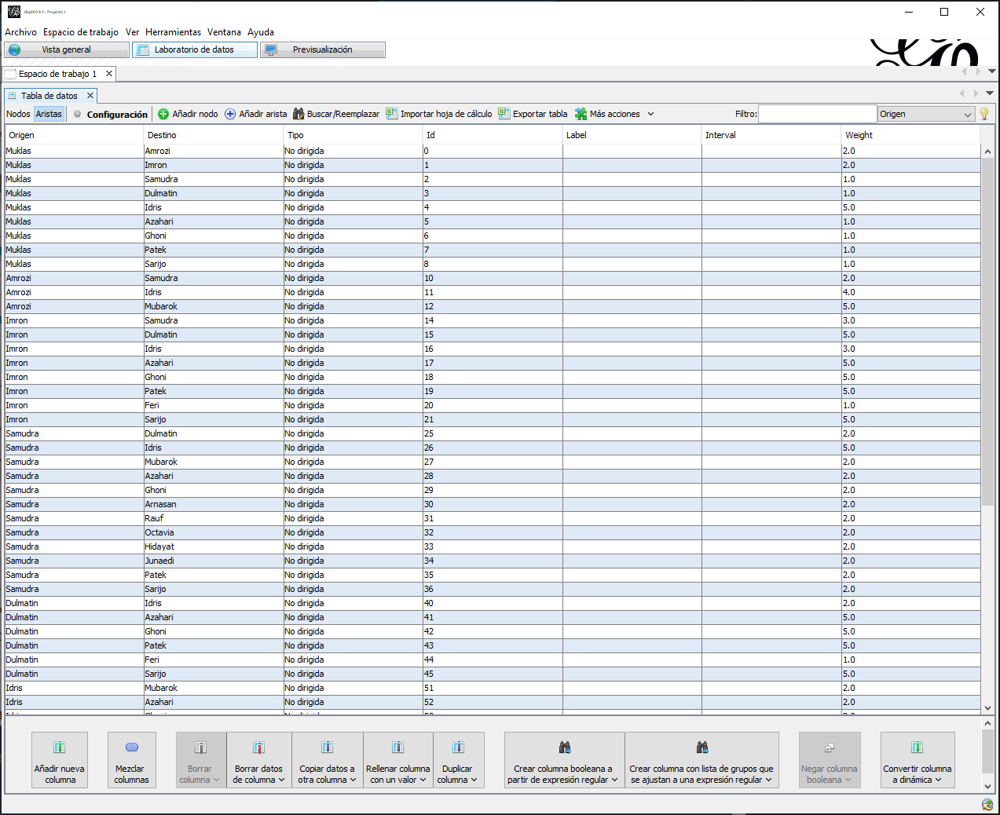 Gephi 0.9.2 - Proyecto 1
Archivo Espacio de trabajo Ver Herramientas Ventana Ayuda
Vista general Laboratorio de datos Previsualización
Espacio de trabajo 1
Tabla de datos
Nodos Aristas Configuración Añadir nodo Añadir arista Buscar/Reemplazar Importar hoja de cálculo Exportar tabla Más acciones Filtro: Origen
Origen Destino Tipo Id Label Interval Weight
Muklas Amrozi No dirigida 0 2.0
Muklas Imron No dirigida 1 2.0
Muklas Samudra No dirigida 2 1.0
Muklas Dulmatin No dirigida 3 1.0
Muklas Idris No dirigida 4 5.0
Muklas Azahari No dirigida 5 1.0
Muklas Ghoni No dirigida 6 1.0
Muklas Patek No dirigida 7 1.0
Muklas Sarijo No dirigida 8 1.0
Amrozi Samudra No dirigida 10 2.0
Amrozi Idris No dirigida 11 4.0
Amrozi Mubarok No dirigida 12 5.0
Imron Samudra No dirigida 14 3.0
Imron Dulmatin No dirigida 15 5.0
Imron Idris No dirigida 16 3.0
Imron Azahari No dirigida 17 5.0
Imron Ghoni No dirigida 18 5.0
Imron Patek No dirigida 19 5.0
Imron Feri No dirigida 20 1.0
Imron Sarijo No dirigida 21 5.0
Samudra Dulmatin No dirigida 25 2.0
Samudra Idris No dirigida 26 5.0
Samudra Mubarok No dirigida 27 2.0
Samudra Azahari No dirigida 28 2.0
Samudra Ghoni No dirigida 29 2.0
Samudra Arnasan No dirigida 30 2.0
Samudra Rauf No dirigida 31 2.0
Samudra Octavia No dirigida 32 2.0
Samudra Hidayat No dirigida 33 2.0
Samudra Junaedi No dirigida 34 2.0
Samudra Patek No dirigida 35 2.0
Samudra Sarijo No dirigida 36 2.0
Dulmatin Idris No dirigida 40 2.0
Dulmatin Azahari No dirigida 41 5.0
Dulmatin Ghoni No dirigida 42 5.0
Dulmatin Patek No dirigida 43 5.0
Dulmatin Feri No dirigida 44 1.0
Dulmatin Sarijo No dirigida 45 5.0
Idris Mubarok No dirigida 51 2.0
Idris Azahari No dirigida 52 2.0
Añadir nueva columna
Mezclar columnas
Borrar columna
Borrar datos de columna
Copiar datos a otra columna
Rellenar columna con un valor
Duplicar columna
Crear columna booleana a partir de expresión regular
Crear columna con lista de grupos que se ajustan a una expresión regular
Negar columna booleana
Convertir columna a dinámica